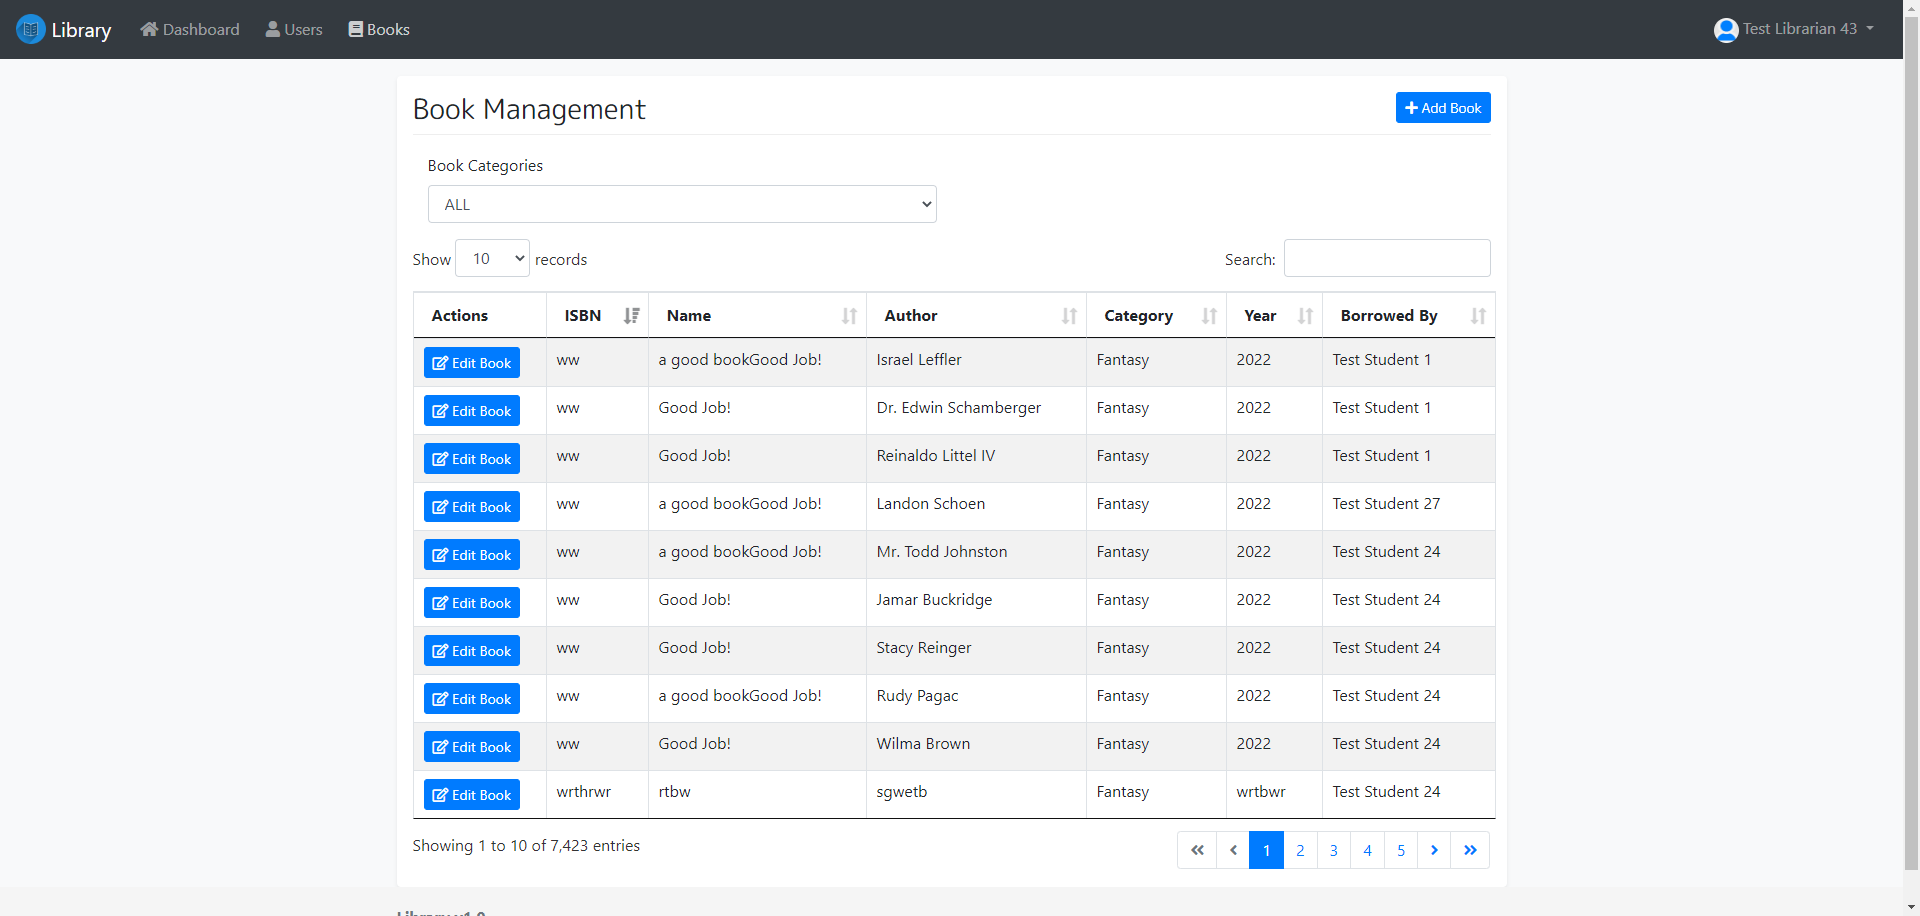 Library Dashboard Users Books Test Librarian 43
Book Management Add Book
Book Categories
ALL
Show 10 records Search:
Actions ISBN Name Author Category Year Borrowed By
Edit Book ww a good bookGood Job! Israel Leffler Fantasy 2022 Test Student 1
Edit Book ww Good Job! Dr. Edwin Schamberger Fantasy 2022 Test Student 1
Edit Book ww Good Job! Reinaldo Littel IV Fantasy 2022 Test Student 1
Edit Book ww a good bookGood Job! Landon Schoen Fantasy 2022 Test Student 27
Edit Book ww a good bookGood Job! Mr. Todd Johnston Fantasy 2022 Test Student 24
Edit Book ww Good Job! Jamar Buckridge Fantasy 2022 Test Student 24
Edit Book ww Good Job! Stacy Reinger Fantasy 2022 Test Student 24
Edit Book ww a good bookGood Job! Rudy Pagac Fantasy 2022 Test Student 24
Edit Book ww Good Job! Wilma Brown Fantasy 2022 Test Student 24
Edit Book wrthrwr rtbw sgwetb Fantasy wrtbwr Test Student 24
Showing 1 to 10 of 7,423 entries « ‹ 1 2 3 4 5 › »